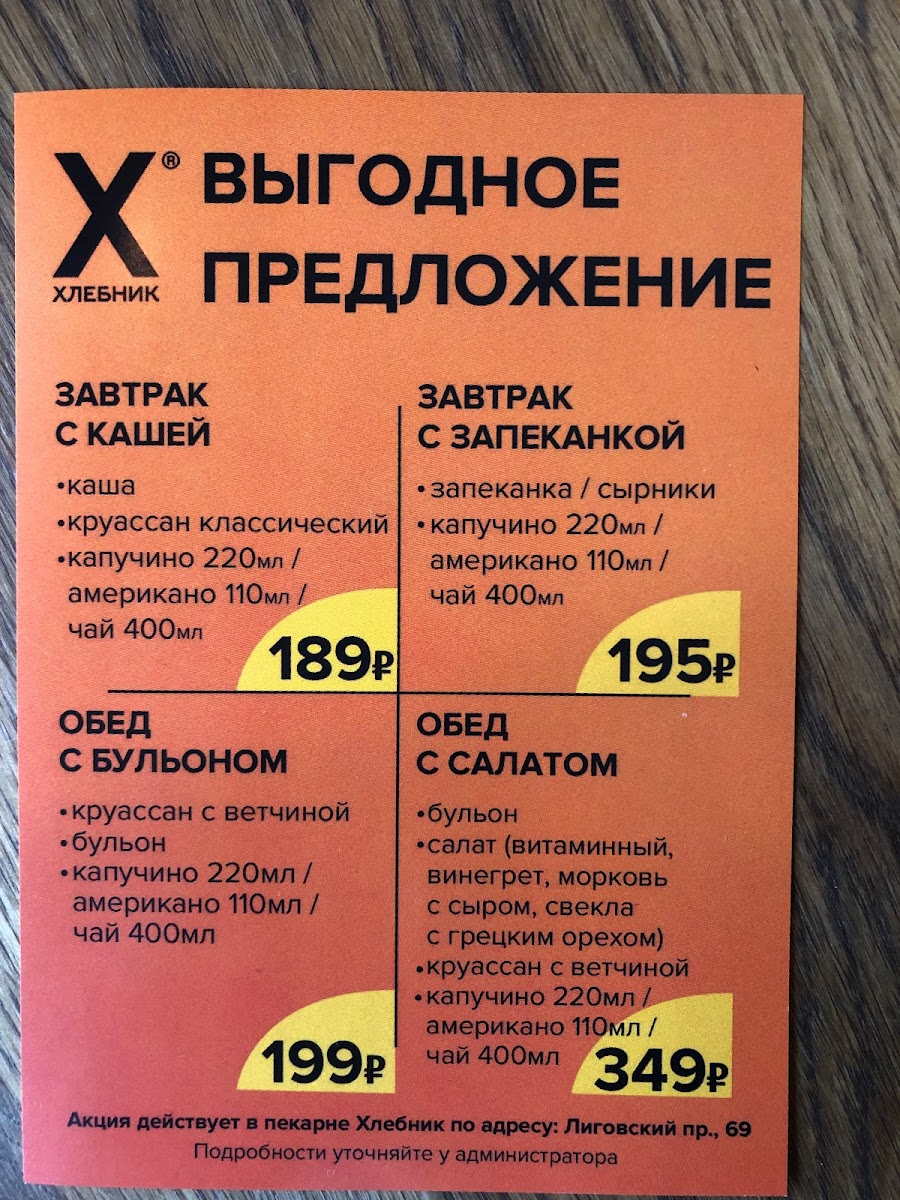 Х®
ХЛЕБНИК
ВЫГОДНОЕ
ПРЕДЛОЖЕНИЕ
ЗАВТРАК
С КАШЕЙ
•каша
•круассан классический
•капучино 220мл /
американо 110мл /
чай 400мл
189₽
ЗАВТРАК
С ЗАПЕКАНКОЙ
•запеканка / сырники
•капучино 220мл /
американо 110мл /
чай 400мл
195₽
ОБЕД
С БУЛЬОНОМ
•круассан с ветчиной
•бульон
•капучино 220мл /
американо 110мл /
чай 400мл
199₽
ОБЕД
С САЛАТОМ
•бульон
•салат (витаминный,
винегрет, морковь
с сыром, свекла
с грецким орехом)
•круассан с ветчиной
•капучино 220мл /
американо 110мл /
чай 400мл
349₽
Акция действует в пекарне Хлебник по адресу: Лиговский пр., 69
Подробности уточняйте у администратора